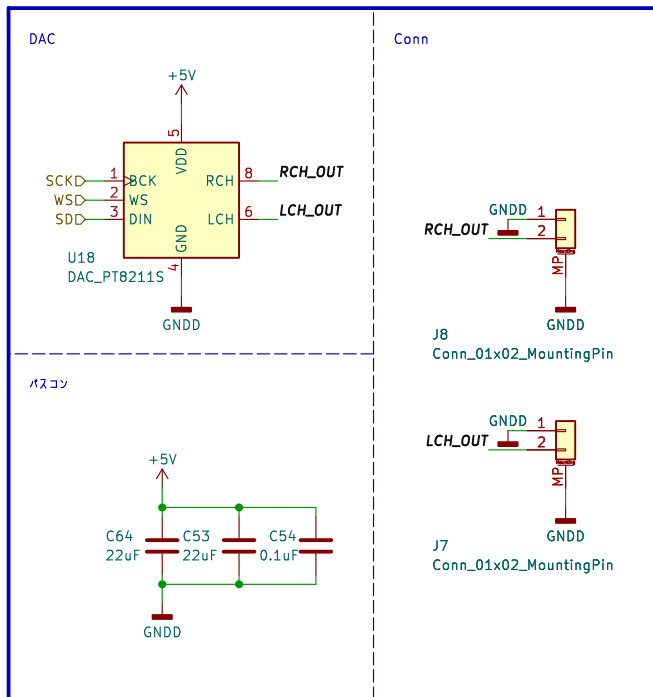 DAC
Conn
+5V
5
VDD
SCK
1
BCK
RCH
8
RCH_OUT
WS
2
WS
SD
3
DIN
LCH
6
LCH_OUT
GND
4
U18
DAC_PT8211S
GNDD
GNDD
1
RCH_OUT
2
Mounting
MP
GNDD
J8
Conn_01x02_MountingPin
パスコン
GNDD
1
LCH_OUT
2
Mounting
MP
GNDD
J7
Conn_01x02_MountingPin
+5V
C64
22uF
C53
22uF
C54
0.1uF
GNDD